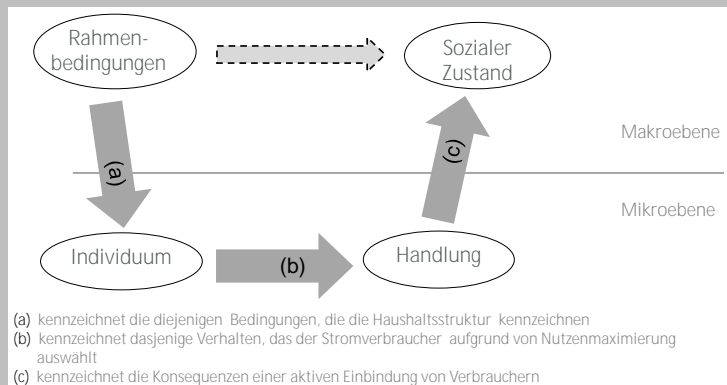 Rahmen-
bedingungen
Sozialer
Zustand
Makroebene
(a)
(c)
Mikroebene
Individuum
(b)
Handlung
(a) kennzeichnet die diejenigen Bedingungen, die die Haushaltsstruktur kennzeichnen
(b) kennzeichnet dasjenige Verhalten, das der Stromverbraucher aufgrund von Nutzenmaximierung
auswählt
(c) kennzeichnet die Konsequenzen einer aktiven Einbindung von Verbrauchern